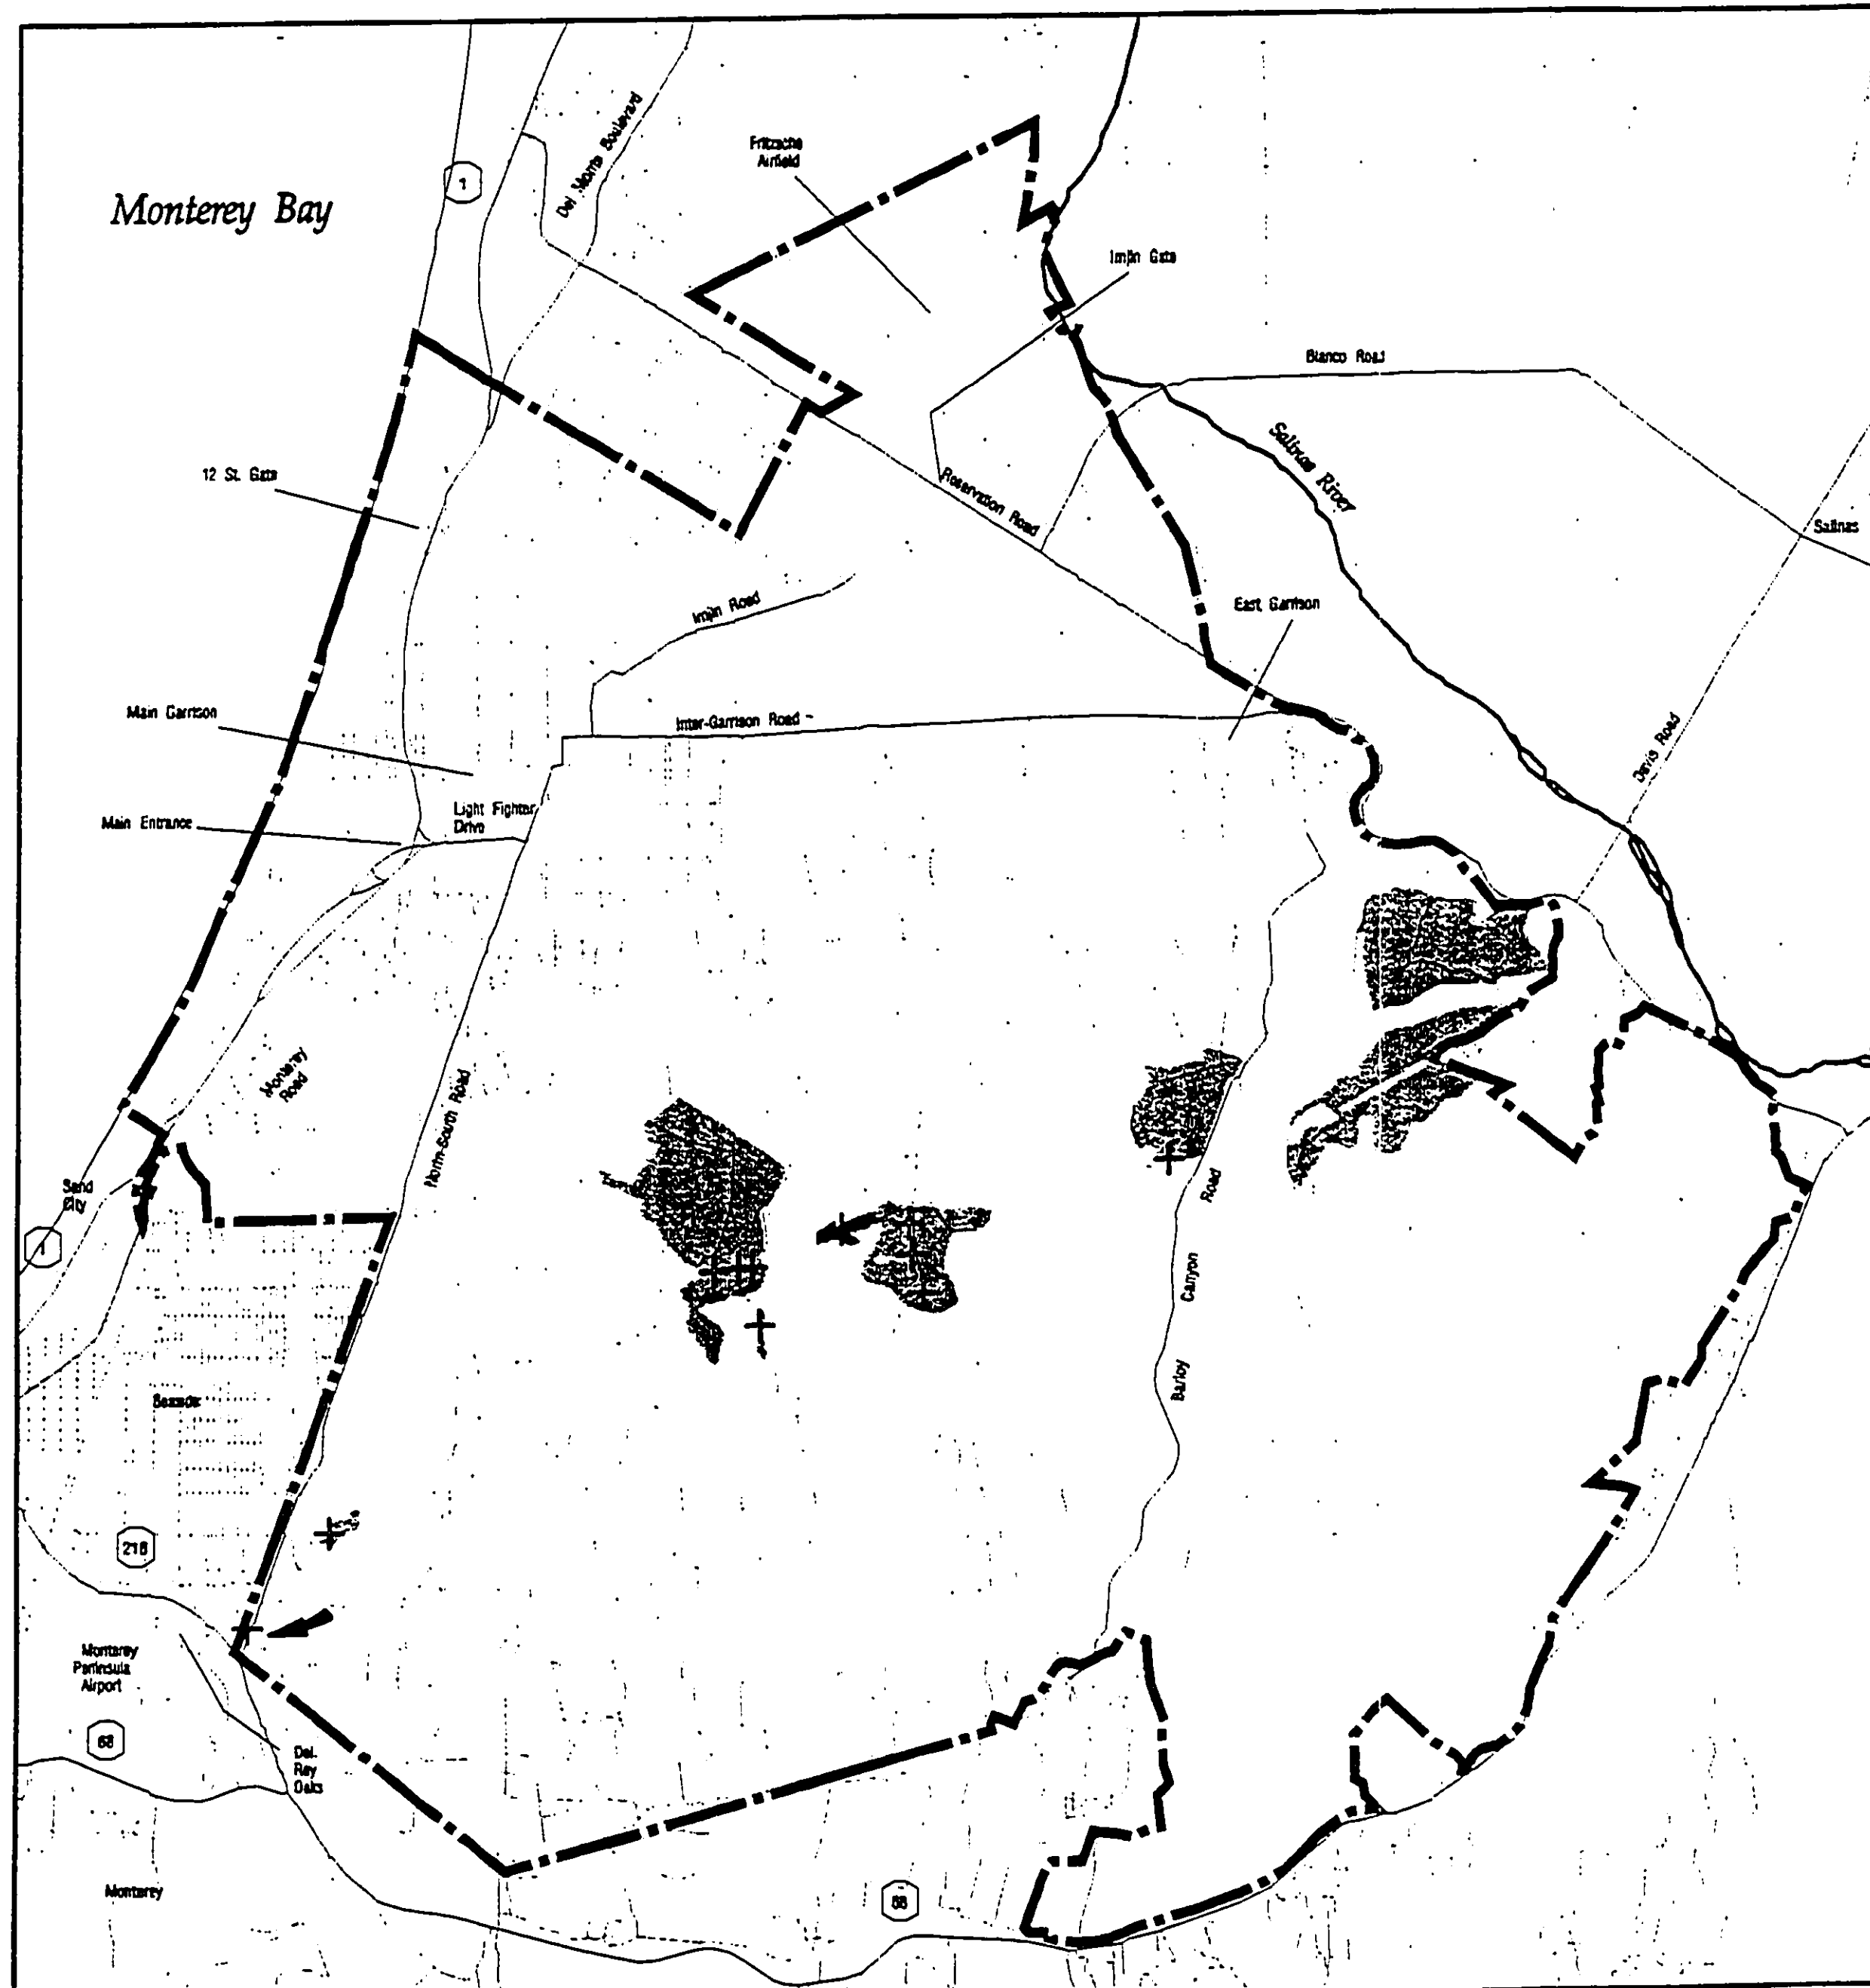 Monterey Bay
1
Del Monte Boulevard
Fritzsche
Airfield
Imjin Gate
Blanco Road
Salinas River
12 St. Gate
Reservation Road
Salinas
Imjin Road
East Garrison
Main Garrison
Inter-Garrison Road
Davis Road
Light Fighter
Drive
Main Entrance
Monterey
Road
North-South Road
Sand
City
1
Road
Canyon
Barloy
Seaside
218
Monterey
Peninsula
Airport
68
Del
Rey
Oaks
Monterey
68